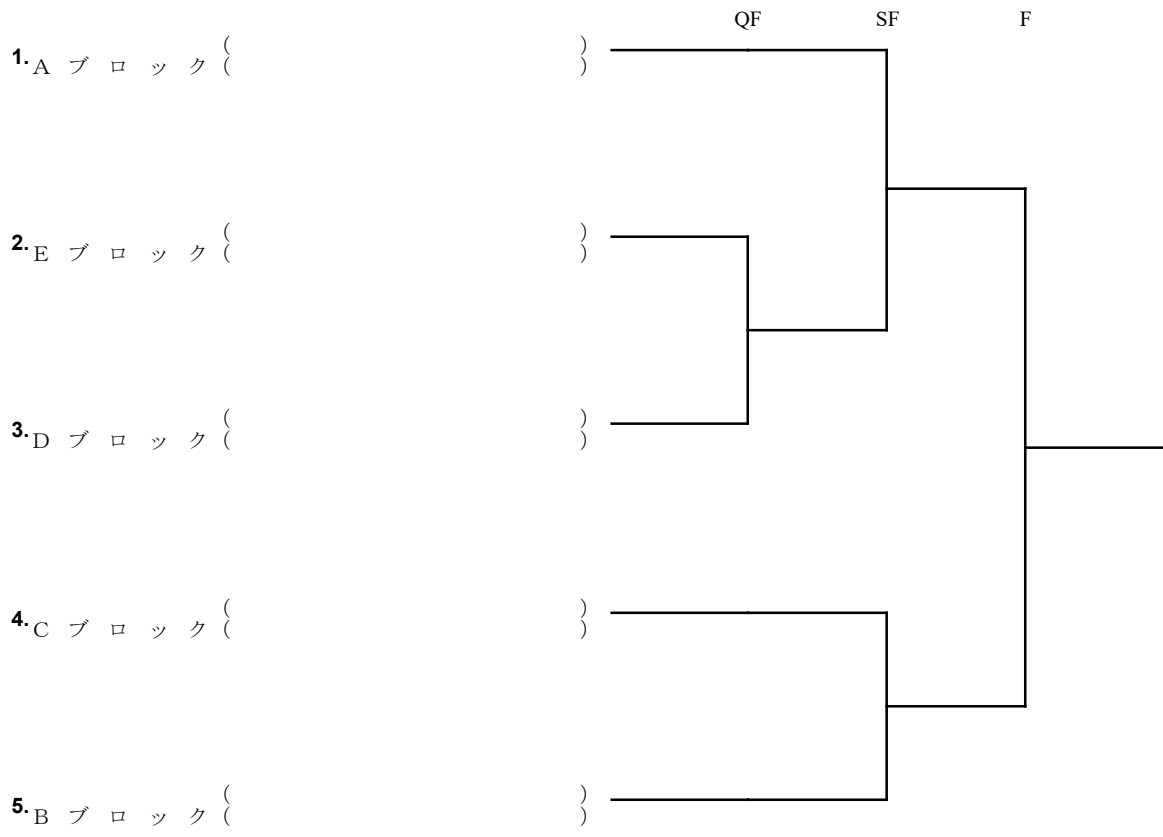 QF SF F
( )
1. A ブ ロ ッ ク ( )
( )
2. E ブ ロ ッ ク ( )
( )
3. D ブ ロ ッ ク ( )
( )
4. C ブ ロ ッ ク ( )
( )
5. B ブ ロ ッ ク ( )